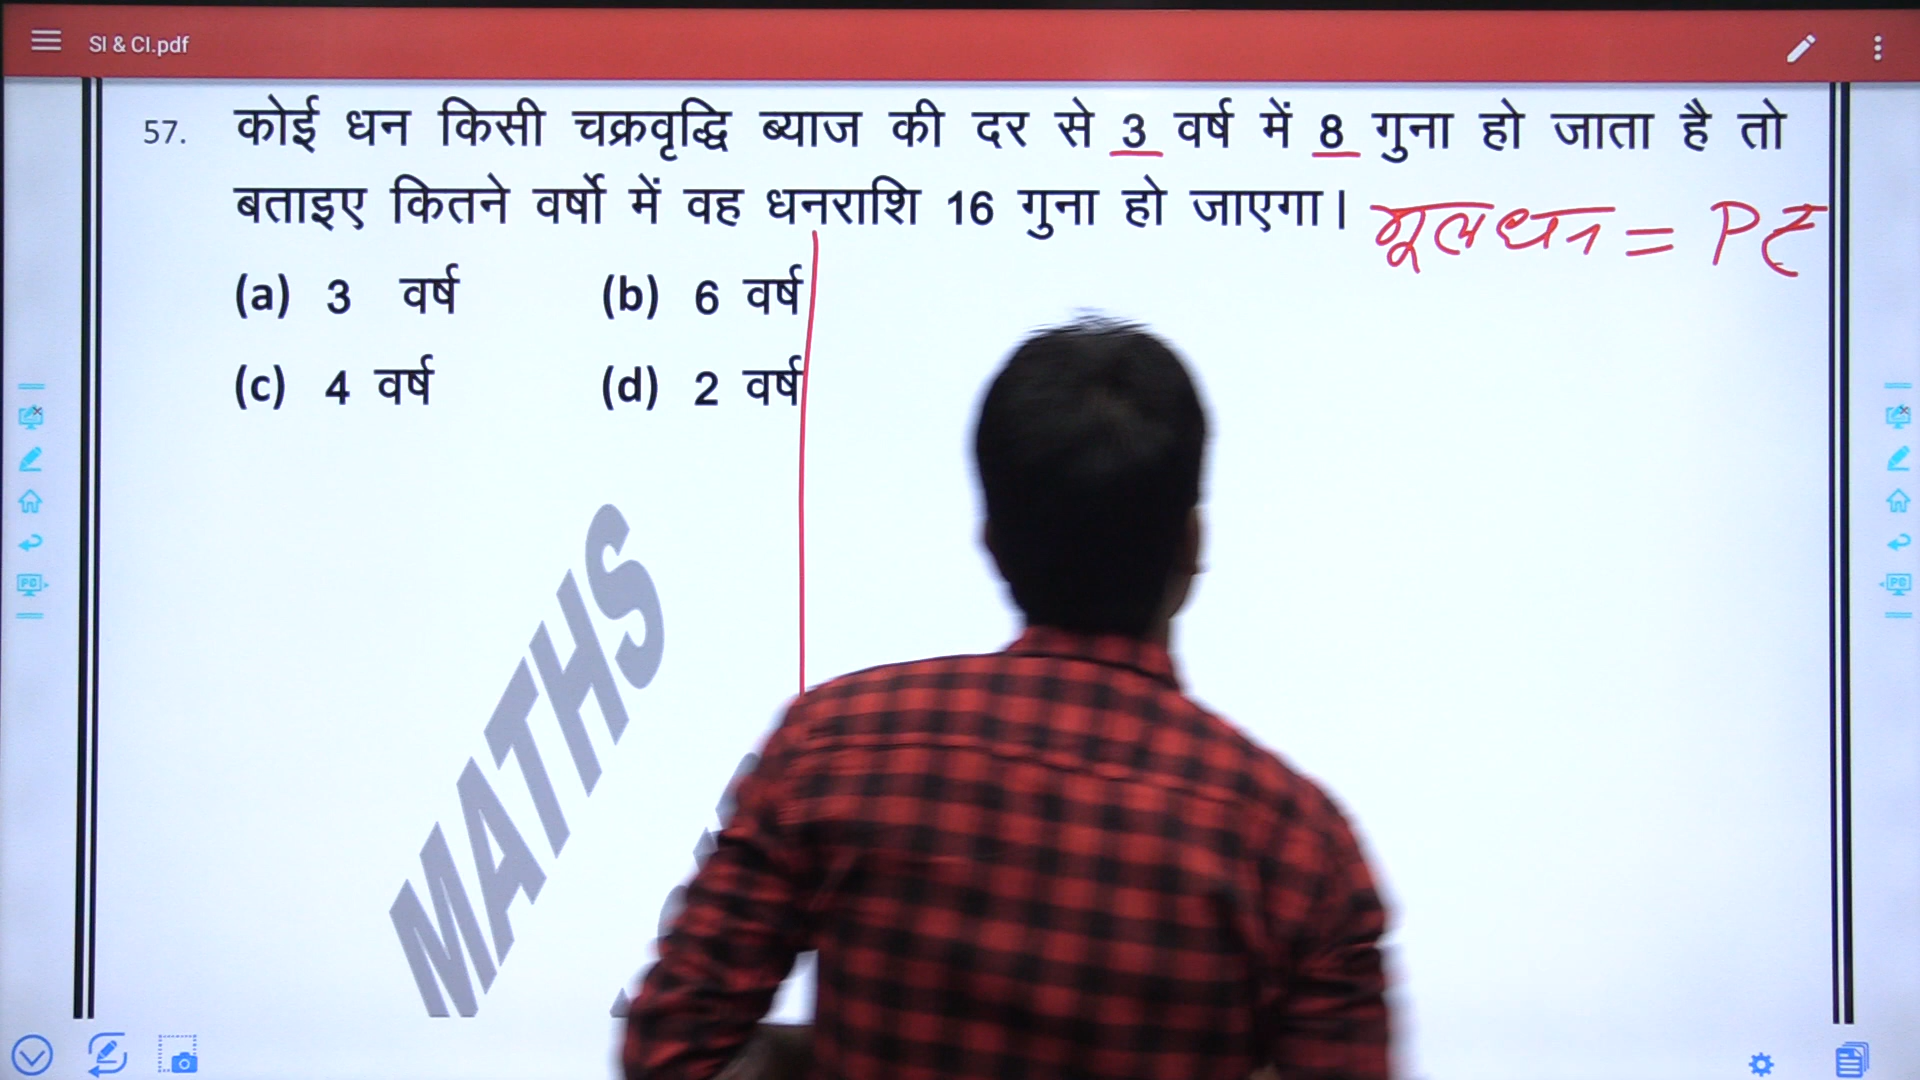 SI & CI.pdf
57. कोई धन किसी चक्रवृद्धि ब्याज की दर से 3 वर्ष में 8 गुना हो जाता है तो
बताइए कितने वर्षो में वह धनराशि 16 गुना हो जाएगा।
मूलधन = P ₹
(a) 3 वर्ष (b) 6 वर्ष
(c) 4 वर्ष (d) 2 वर्ष
MATHS